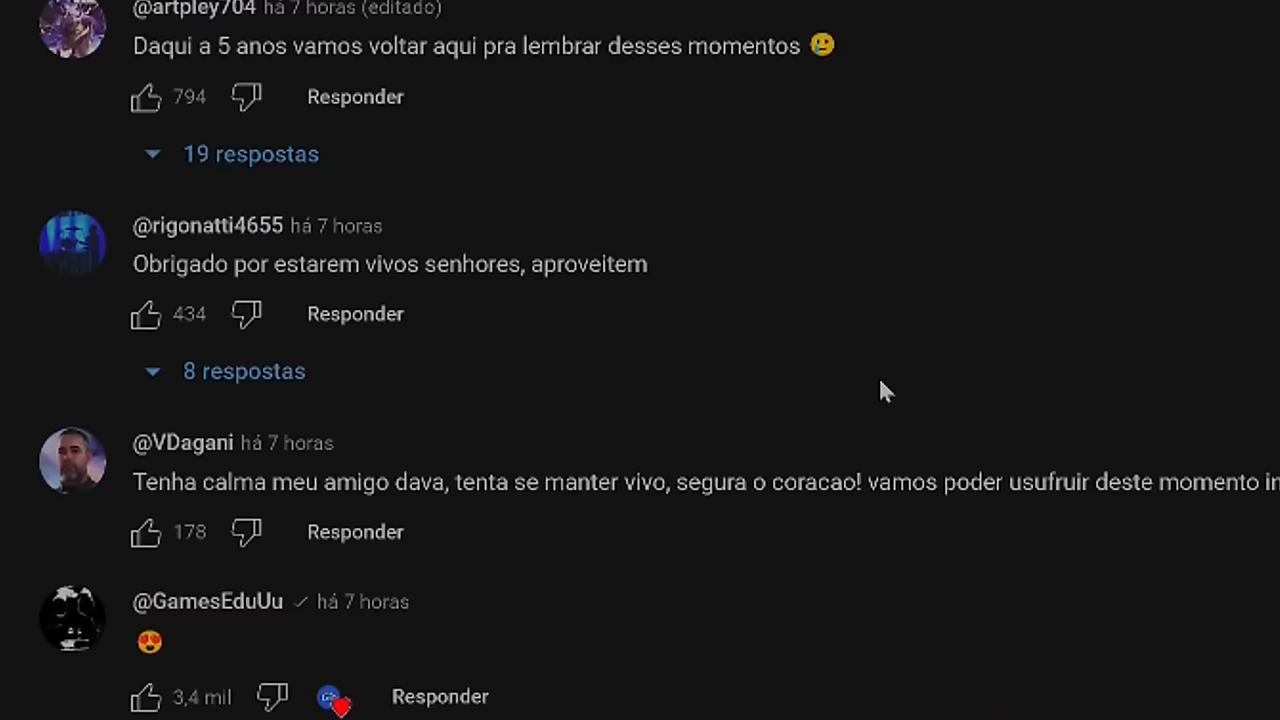 @artpley704 há 7 horas (editado)
Daqui a 5 anos vamos voltar aqui pra lembrar desses momentos 🥲
794 Responder
19 respostas
@rigonatti4655 há 7 horas
Obrigado por estarem vivos senhores, aproveitem
434 Responder
8 respostas
@VDagani há 7 horas
Tenha calma meu amigo dava, tenta se manter vivo, segura o coracao! vamos poder usufruir deste momento
178 Responder
@GamesEduUu há 7 horas
😍
3,4 mil Responder